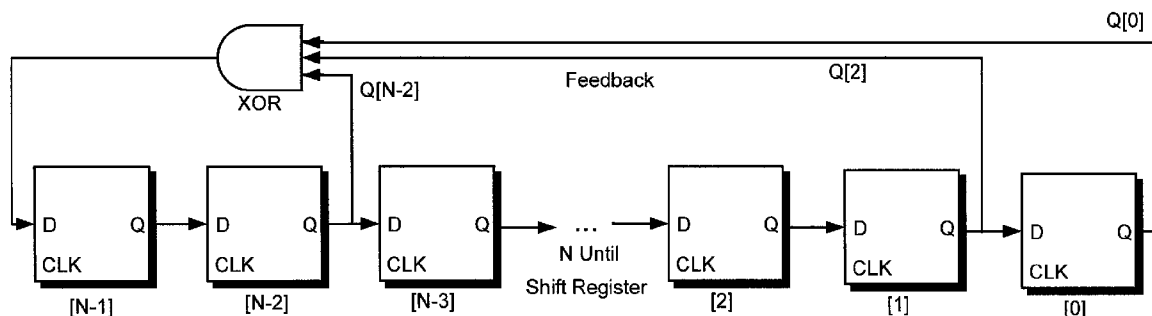 Q[0]
Q[2]
Feedback
Q[N-2]
XOR
D Q
CLK
[N-1]
D Q
CLK
[N-2]
D Q
CLK
[N-3]
...
N Until
Shift Register
D Q
CLK
[2]
D Q
CLK
[1]
D Q
CLK
[0]